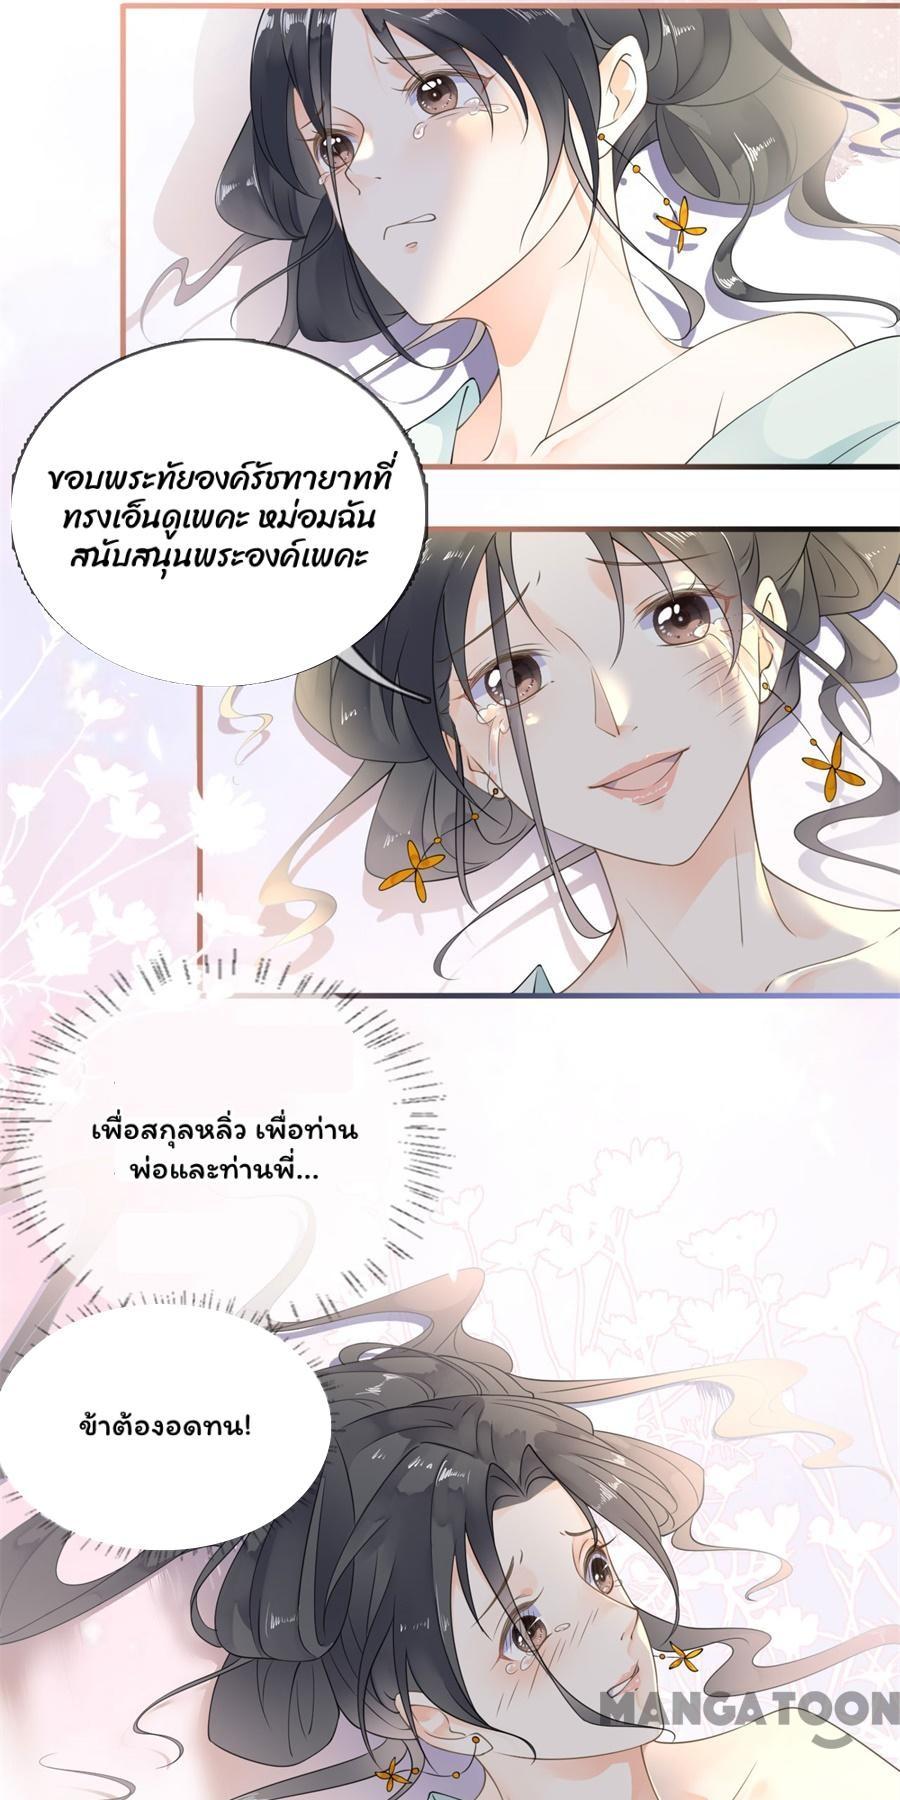 ขอบพระทัยองค์รัชทายาทที่
ทรงเอ็นดูเพคะ หม่อมฉัน
สนับสนุนพระองค์เพคะ
เพื่อสกุลหลิ่ว เพื่อท่าน
พ่อและท่านพี่...
ข้าต้องอดทน!
MANGATOON